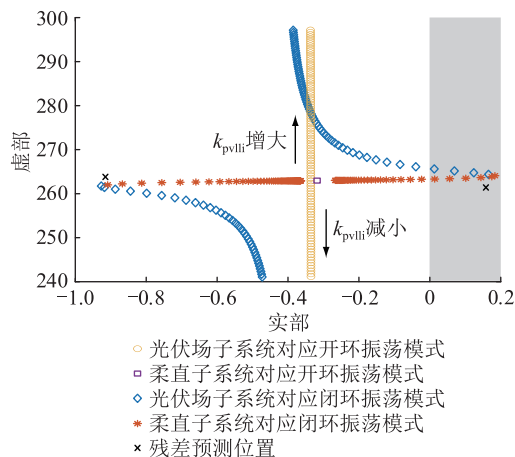 300
290
280
270
260
250
240
虚部
k_pvlli增大
k_pvlli减小
−1.0 −0.8 −0.6 −0.4 −0.2 0 0.2
实部
光伏场子系统对应开环振荡模式
柔直子系统对应开环振荡模式
光伏场子系统对应闭环振荡模式
柔直子系统对应闭环振荡模式
残差预测位置